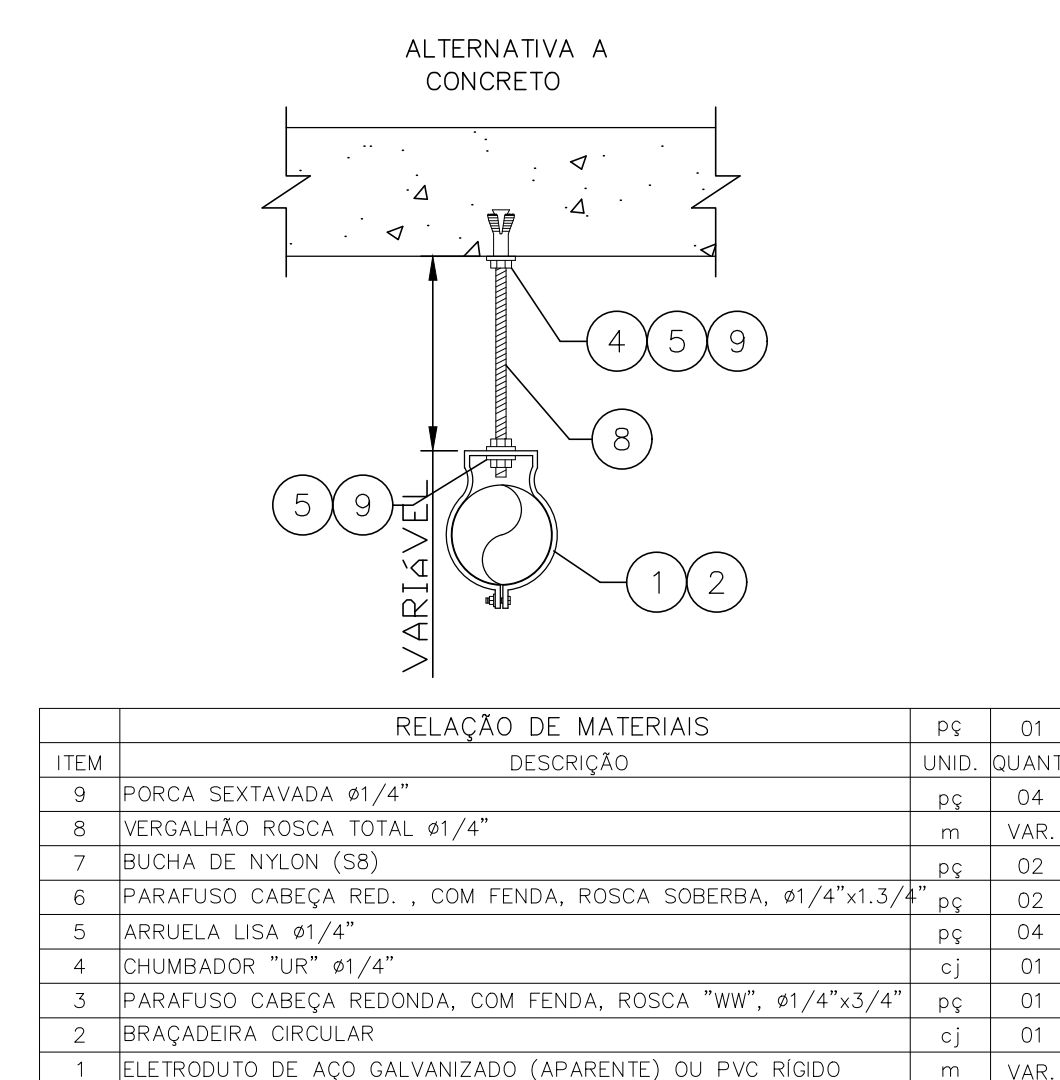 ALTERNATIVA A
CONCRETO
4 5 9
8
5 9
VARIÁVEL
1 2
RELAÇÃO DE MATERIAIS pç 01
ITEM DESCRIÇÃO UNID. QUANT
9 PORCA SEXTAVADA ø1/4" pç 04
8 VERGALHÃO ROSCA TOTAL ø1/4" m VAR.
7 BUCHA DE NYLON (S8) pç 02
6 PARAFUSO CABEÇA RED. , COM FENDA, ROSCA SOBERBA, ø1/4"x1.3/4" pç 02
5 ARRUELA LISA ø1/4" pç 04
4 CHUMBADOR "UR" ø1/4" cj 01
3 PARAFUSO CABEÇA REDONDA, COM FENDA, ROSCA "WW", ø1/4"x3/4" pç 01
2 BRAÇADEIRA CIRCULAR cj 01
1 ELETRODUTO DE AÇO GALVANIZADO (APARENTE) OU PVC RÍGIDO m VAR.